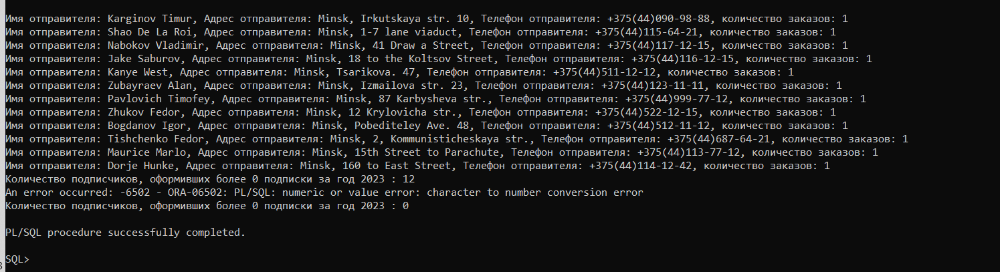 Имя отправителя: Karginov Timur, Адрес отправителя: Minsk, Irkutskaya str. 10, Телефон отправителя: +375(44)090-98-88, количество заказов: 1
Имя отправителя: Shao De La Roi, Адрес отправителя: Minsk, 1-7 lane viaduct, Телефон отправителя: +375(44)115-64-21, количество заказов: 1
Имя отправителя: Nabokov Vladimir, Адрес отправителя: Minsk, 41 Draw a Street, Телефон отправителя: +375(44)117-12-15, количество заказов: 1
Имя отправителя: Jake Saburov, Адрес отправителя: Minsk, 18 to the Koltsov Street, Телефон отправителя: +375(44)116-12-15, количество заказов: 1
Имя отправителя: Kanye West, Адрес отправителя: Minsk, Tsarikova. 47, Телефон отправителя: +375(44)511-12-12, количество заказов: 1
Имя отправителя: Zubayraev Alan, Адрес отправителя: Minsk, Izmailova str. 23, Телефон отправителя: +375(44)123-11-11, количество заказов: 1
Имя отправителя: Pavlovich Timofey, Адрес отправителя: Minsk, 87 Karbysheva str., Телефон отправителя: +375(44)999-77-12, количество заказов: 1
Имя отправителя: Zhukov Fedor, Адрес отправителя: Minsk, 12 Krylovicha str., Телефон отправителя: +375(44)522-12-15, количество заказов: 1
Имя отправителя: Bogdanov Igor, Адрес отправителя: Minsk, Pobediteley Ave. 48, Телефон отправителя: +375(44)512-11-12, количество заказов: 1
Имя отправителя: Tishchenko Fedor, Адрес отправителя: Minsk, 2, Kommunisticheskaya str., Телефон отправителя: +375(44)687-64-21, количество заказов: 1
Имя отправителя: Maurice Marlo, Адрес отправителя: Minsk, 15th Street to Parachute, Телефон отправителя: +375(44)113-77-12, количество заказов: 1
Имя отправителя: Dorje Hunke, Адрес отправителя: Minsk, 160 to East Street, Телефон отправителя: +375(44)114-12-42, количество заказов: 1
Количество подписчиков, оформивших более 0 подписки за год 2023 : 12
An error occurred: -6502 - ORA-06502: PL/SQL: numeric or value error: character to number conversion error
Количество подписчиков, оформивших более 0 подписки за год 2023 : 0
PL/SQL procedure successfully completed.
SQL>